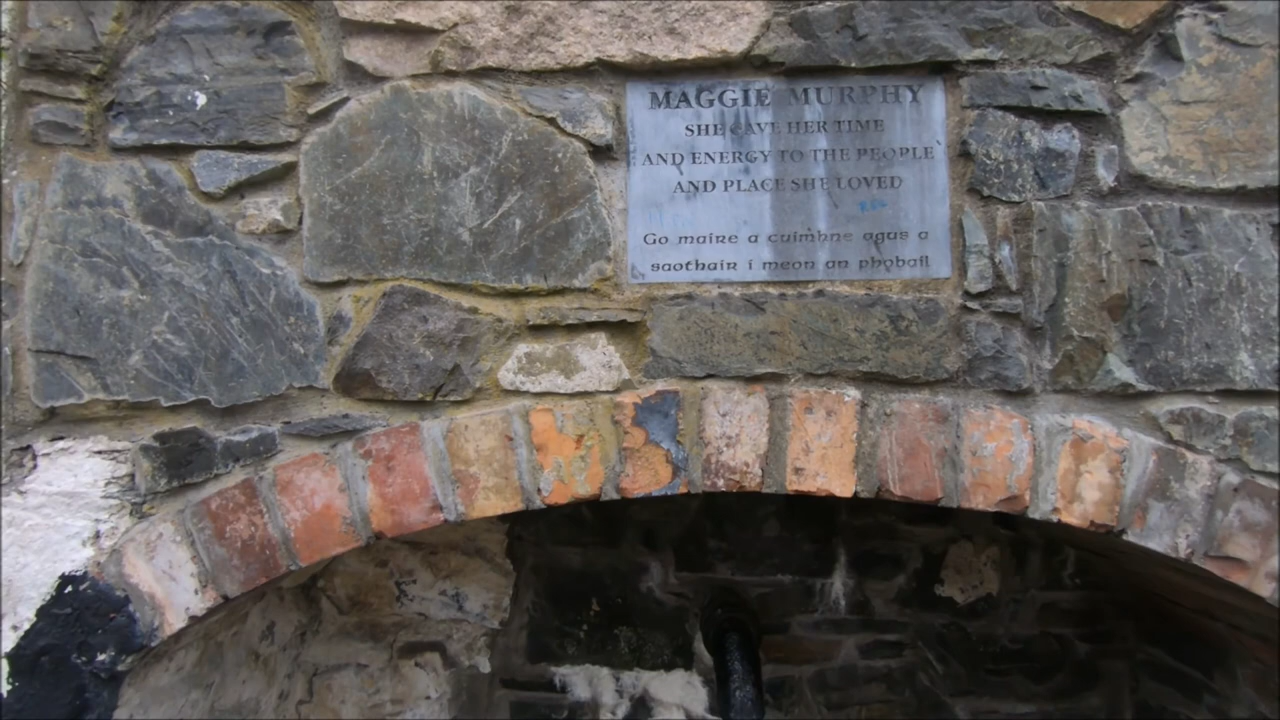 MAGGIE MURPHY
SHE GAVE HER TIME
AND ENERGY TO THE PEOPLE
AND PLACE SHE LOVED
Go maire a cuimhne agus a
saothair i meon an phobail